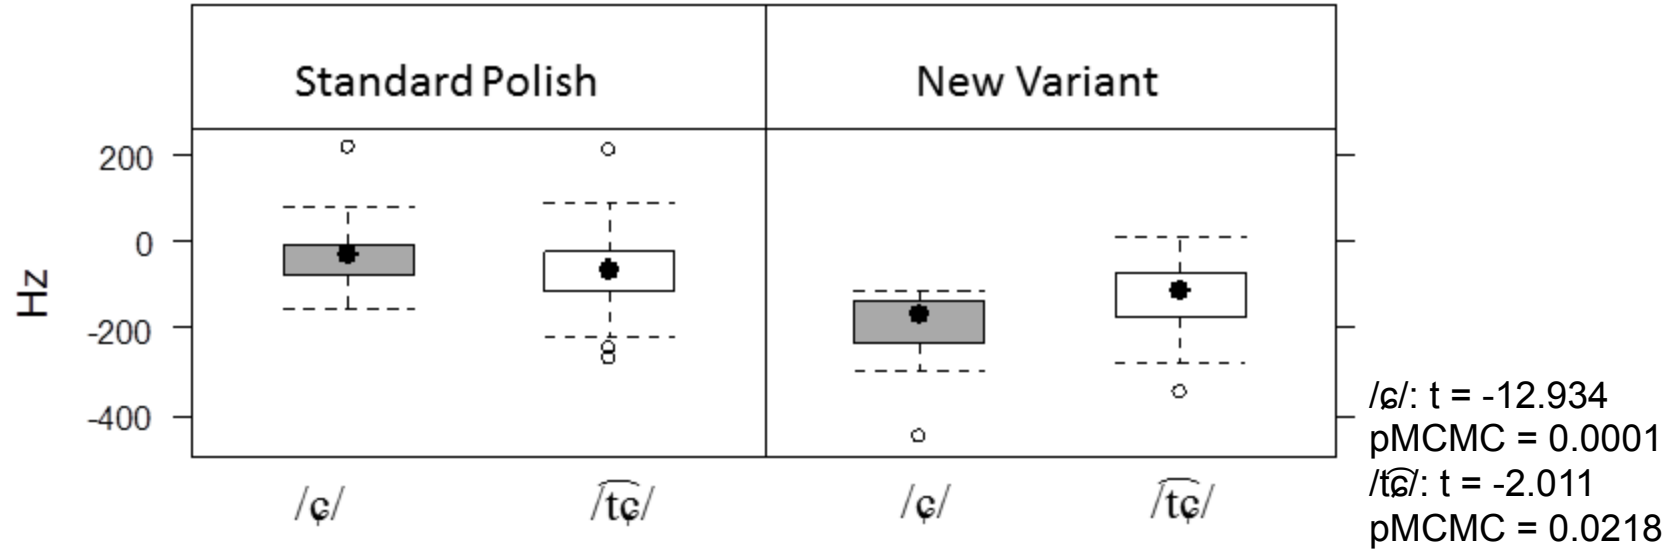 Standard Polish
New Variant
Hz
200
0
-200
-400
/ɕ/
/t͡ɕ/
/ɕ/
/t͡ɕ/
/ɕ/: t = -12.934
pMCMC = 0.0001
/t͡ɕ/: t = -2.011
pMCMC = 0.0218